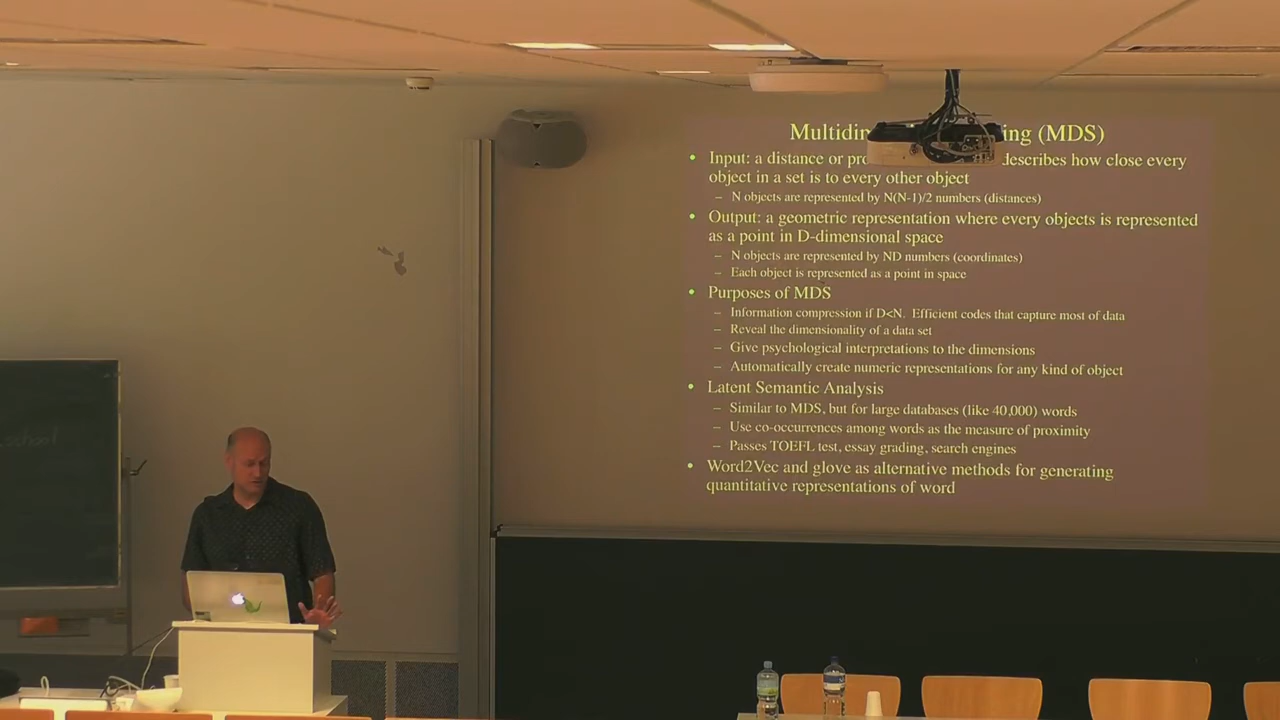 Multidin ing (MDS)
• Input: a distance or pro describes how close every
object in a set is to every other object
– N objects are represented by N(N-1)/2 numbers (distances)
• Output: a geometric representation where every objects is represented
as a point in D-dimensional space
– N objects are represented by ND numbers (coordinates)
– Each object is represented as a point in space
• Purposes of MDS
– Information compression if D<N. Efficient codes that capture most of data
– Reveal the dimensionality of a data set
– Give psychological interpretations to the dimensions
– Automatically create numeric representations for any kind of object
• Latent Semantic Analysis
– Similar to MDS, but for large databases (like 40,000) words
– Use co-occurrences among words as the measure of proximity
– Passes TOEFL test, essay grading, search engines
• Word2Vec and glove as alternative methods for generating
quantitative representations of word